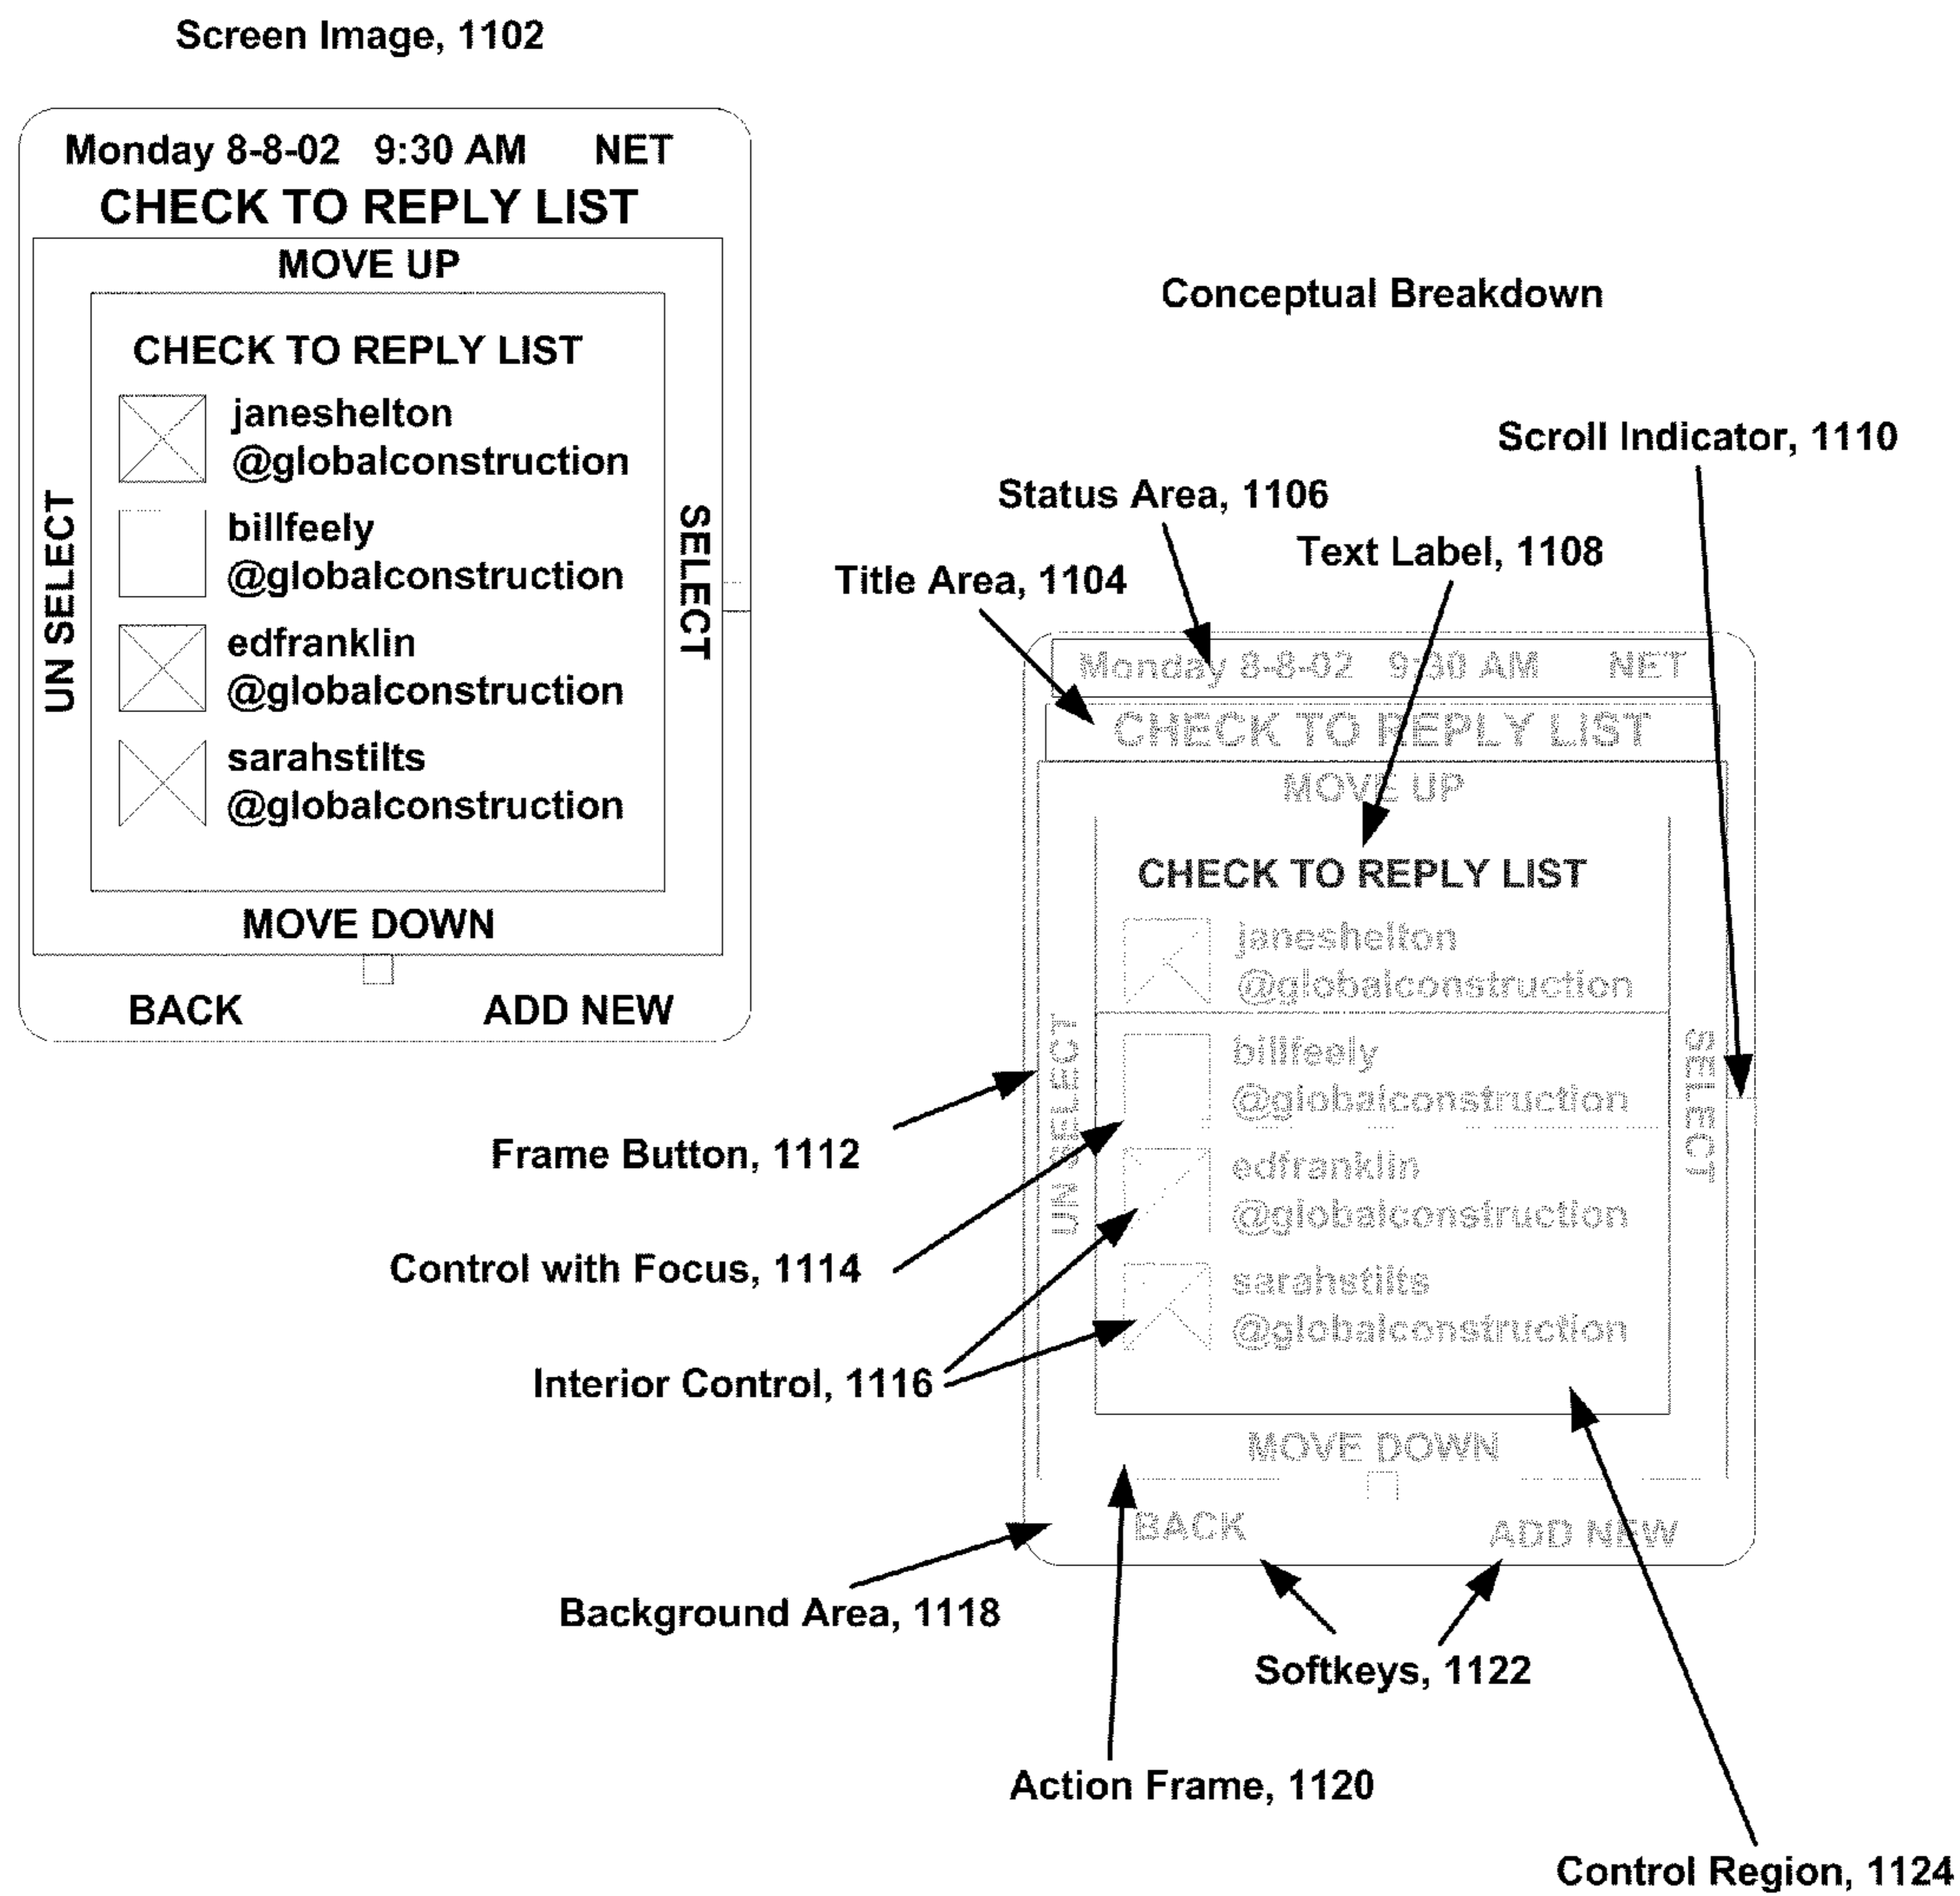 Screen Image, 1102
Monday 8-8-02 9:30 AM NET
CHECK TO REPLY LIST
MOVE UP
CHECK TO REPLY LIST
janeshelton
@globalconstruction
billfeely
@globalconstruction
edfranklin
@globalconstruction
sarahstilts
@globalconstruction
UN SELECT
SELECT
MOVE DOWN
BACK ADD NEW
Conceptual Breakdown
Scroll Indicator, 1110
Status Area, 1106
Text Label, 1108
Title Area, 1104
Monday 8-8-02 9:30 AM NET
CHECK TO REPLY LIST
MOVE UP
CHECK TO REPLY LIST
janeshelton
@globalconstruction
billfeely
@globalconstruction
edfranklin
@globalconstruction
sarahstilts
@globalconstruction
UN SELECT
SELECT
MOVE DOWN
BACK ADD NEW
Frame Button, 1112
Control with Focus, 1114
Interior Control, 1116
Background Area, 1118
Softkeys, 1122
Action Frame, 1120
Control Region, 1124